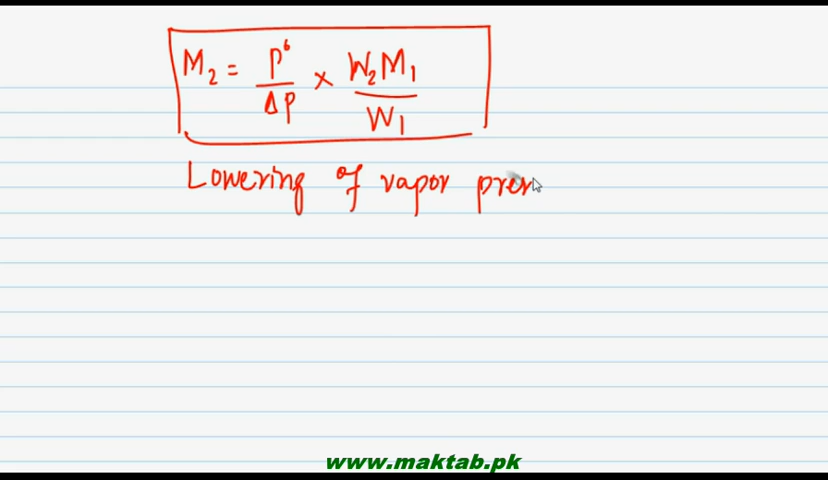 M₂ = P° / ΔP × W₂M₁ / W₁
Lowering of vapor pres
www.maktab.pk